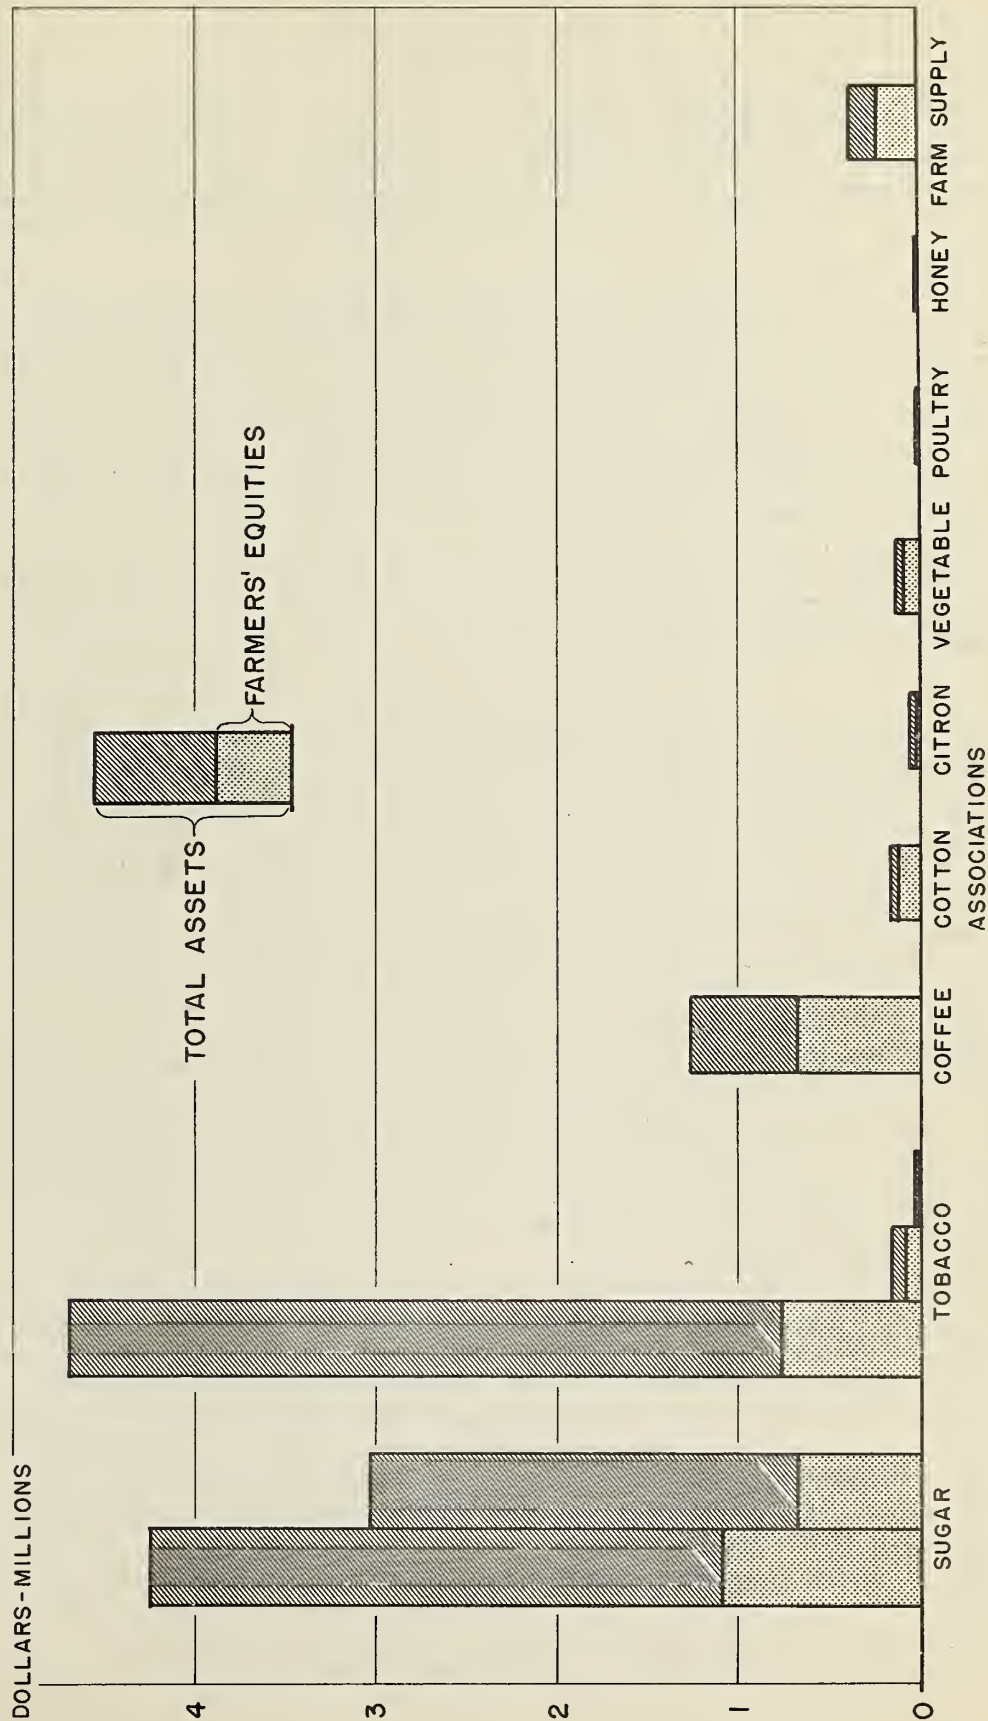 DOLLARS-MILLIONS
4
3
2
1
0
TOTAL ASSETS
FARMERS' EQUITIES
SUGAR
TOBACCO
COFFEE
COTTON
CITRON
VEGETABLE
POULTRY
HONEY
FARM SUPPLY
ASSOCIATIONS